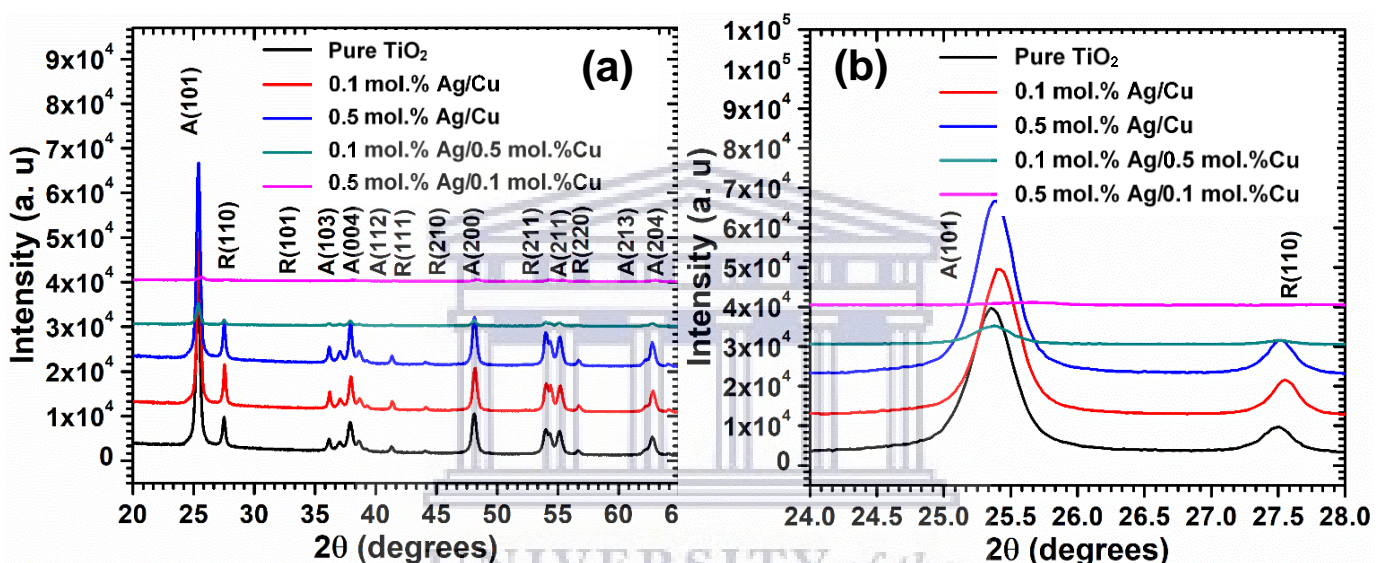 (a)
Pure TiO₂
0.1 mol.% Ag/Cu
0.5 mol.% Ag/Cu
0.1 mol.% Ag/0.5 mol.%Cu
0.5 mol.% Ag/0.1 mol.%Cu
Intensity (a. u)
9x10⁴
8x10⁴
7x10⁴
6x10⁴
5x10⁴
4x10⁴
3x10⁴
2x10⁴
1x10⁴
0
A(101)
R(110)
R(101)
A(103)
A(004)
A(112)
R(111)
R(210)
A(200)
R(211)
A(211)
R(220)
A(213)
A(204)
20 25 30 35 40 45 50 55 60 6
2θ (degrees)
(b)
Pure TiO₂
0.1 mol.% Ag/Cu
0.5 mol.% Ag/Cu
0.1 mol.% Ag/0.5 mol.%Cu
0.5 mol.% Ag/0.1 mol.%Cu
Intensity (a. u)
1x10⁵
1x10⁵
9x10⁴
8x10⁴
7x10⁴
6x10⁴
5x10⁴
4x10⁴
3x10⁴
2x10⁴
1x10⁴
0
A(101)
R(110)
24.0 24.5 25.0 25.5 26.0 26.5 27.0 27.5 28.0
2θ (degrees)
UNIVERSITY of the